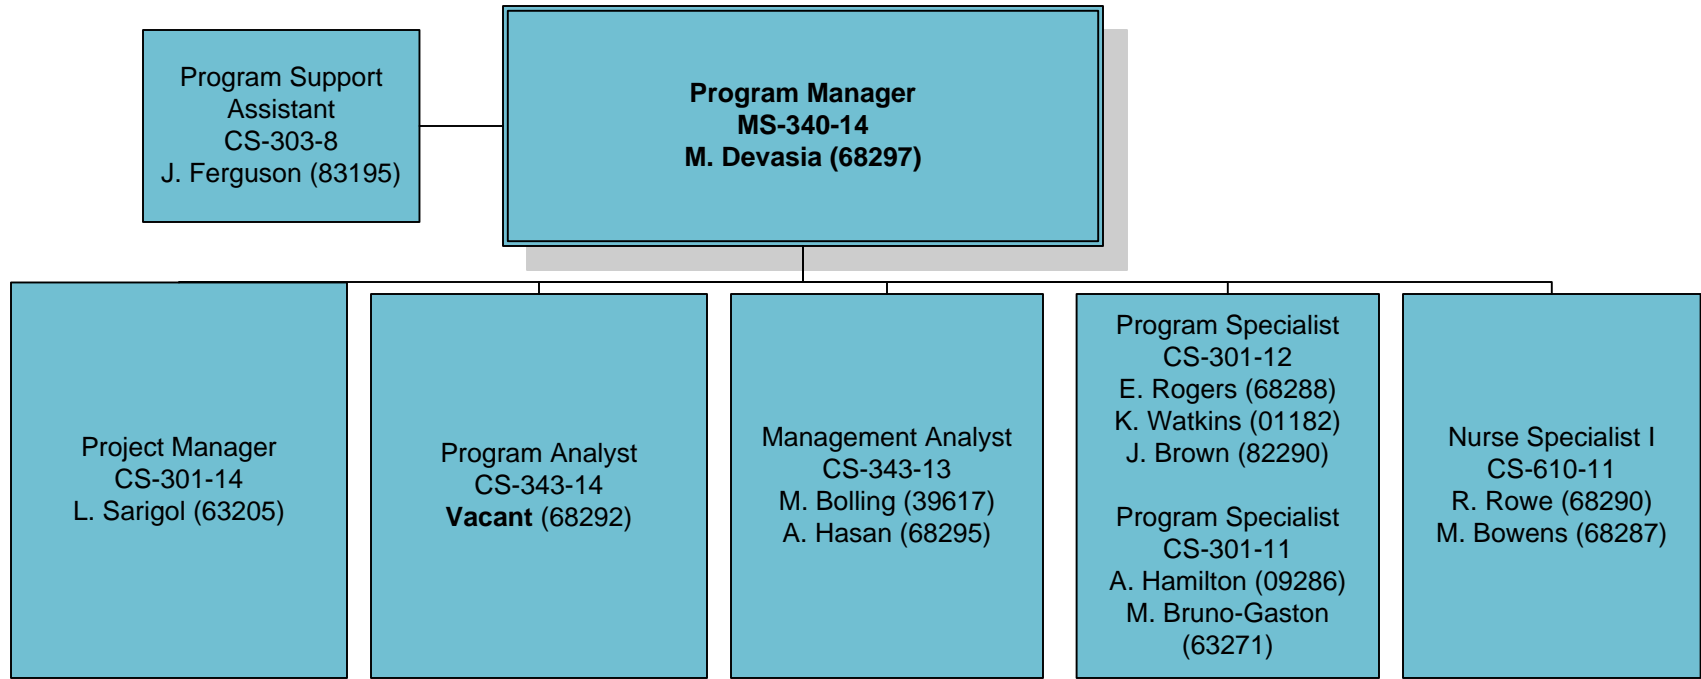 Program Support
Assistant
CS-303-8
J. Ferguson (83195)
Program Manager
MS-340-14
M. Devasia (68297)
Project Manager
CS-301-14
L. Sarigol (63205)
Program Analyst
CS-343-14
Vacant (68292)
Management Analyst
CS-343-13
M. Bolling (39617)
A. Hasan (68295)
Program Specialist
CS-301-12
E. Rogers (68288)
K. Watkins (01182)
J. Brown (82290)
Program Specialist
CS-301-11
A. Hamilton (09286)
M. Bruno-Gaston
(63271)
Nurse Specialist I
CS-610-11
R. Rowe (68290)
M. Bowens (68287)